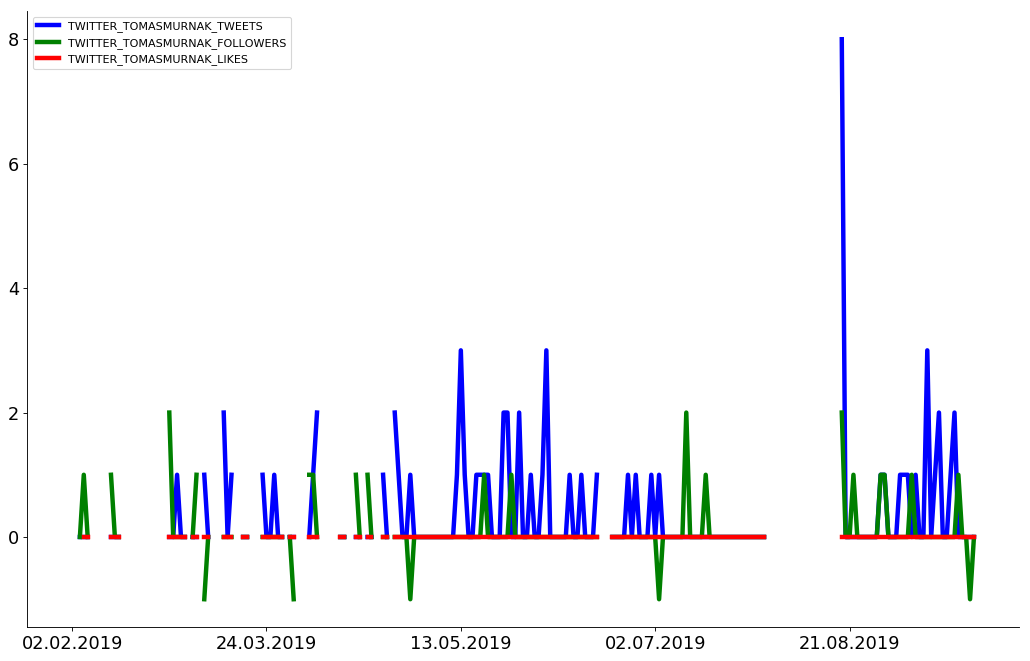 TWITTER_TOMASMURNAK_TWEETS
TWITTER_TOMASMURNAK_FOLLOWERS
TWITTER_TOMASMURNAK_LIKES
8
6
4
2
0
02.02.2019 24.03.2019 13.05.2019 02.07.2019 21.08.2019